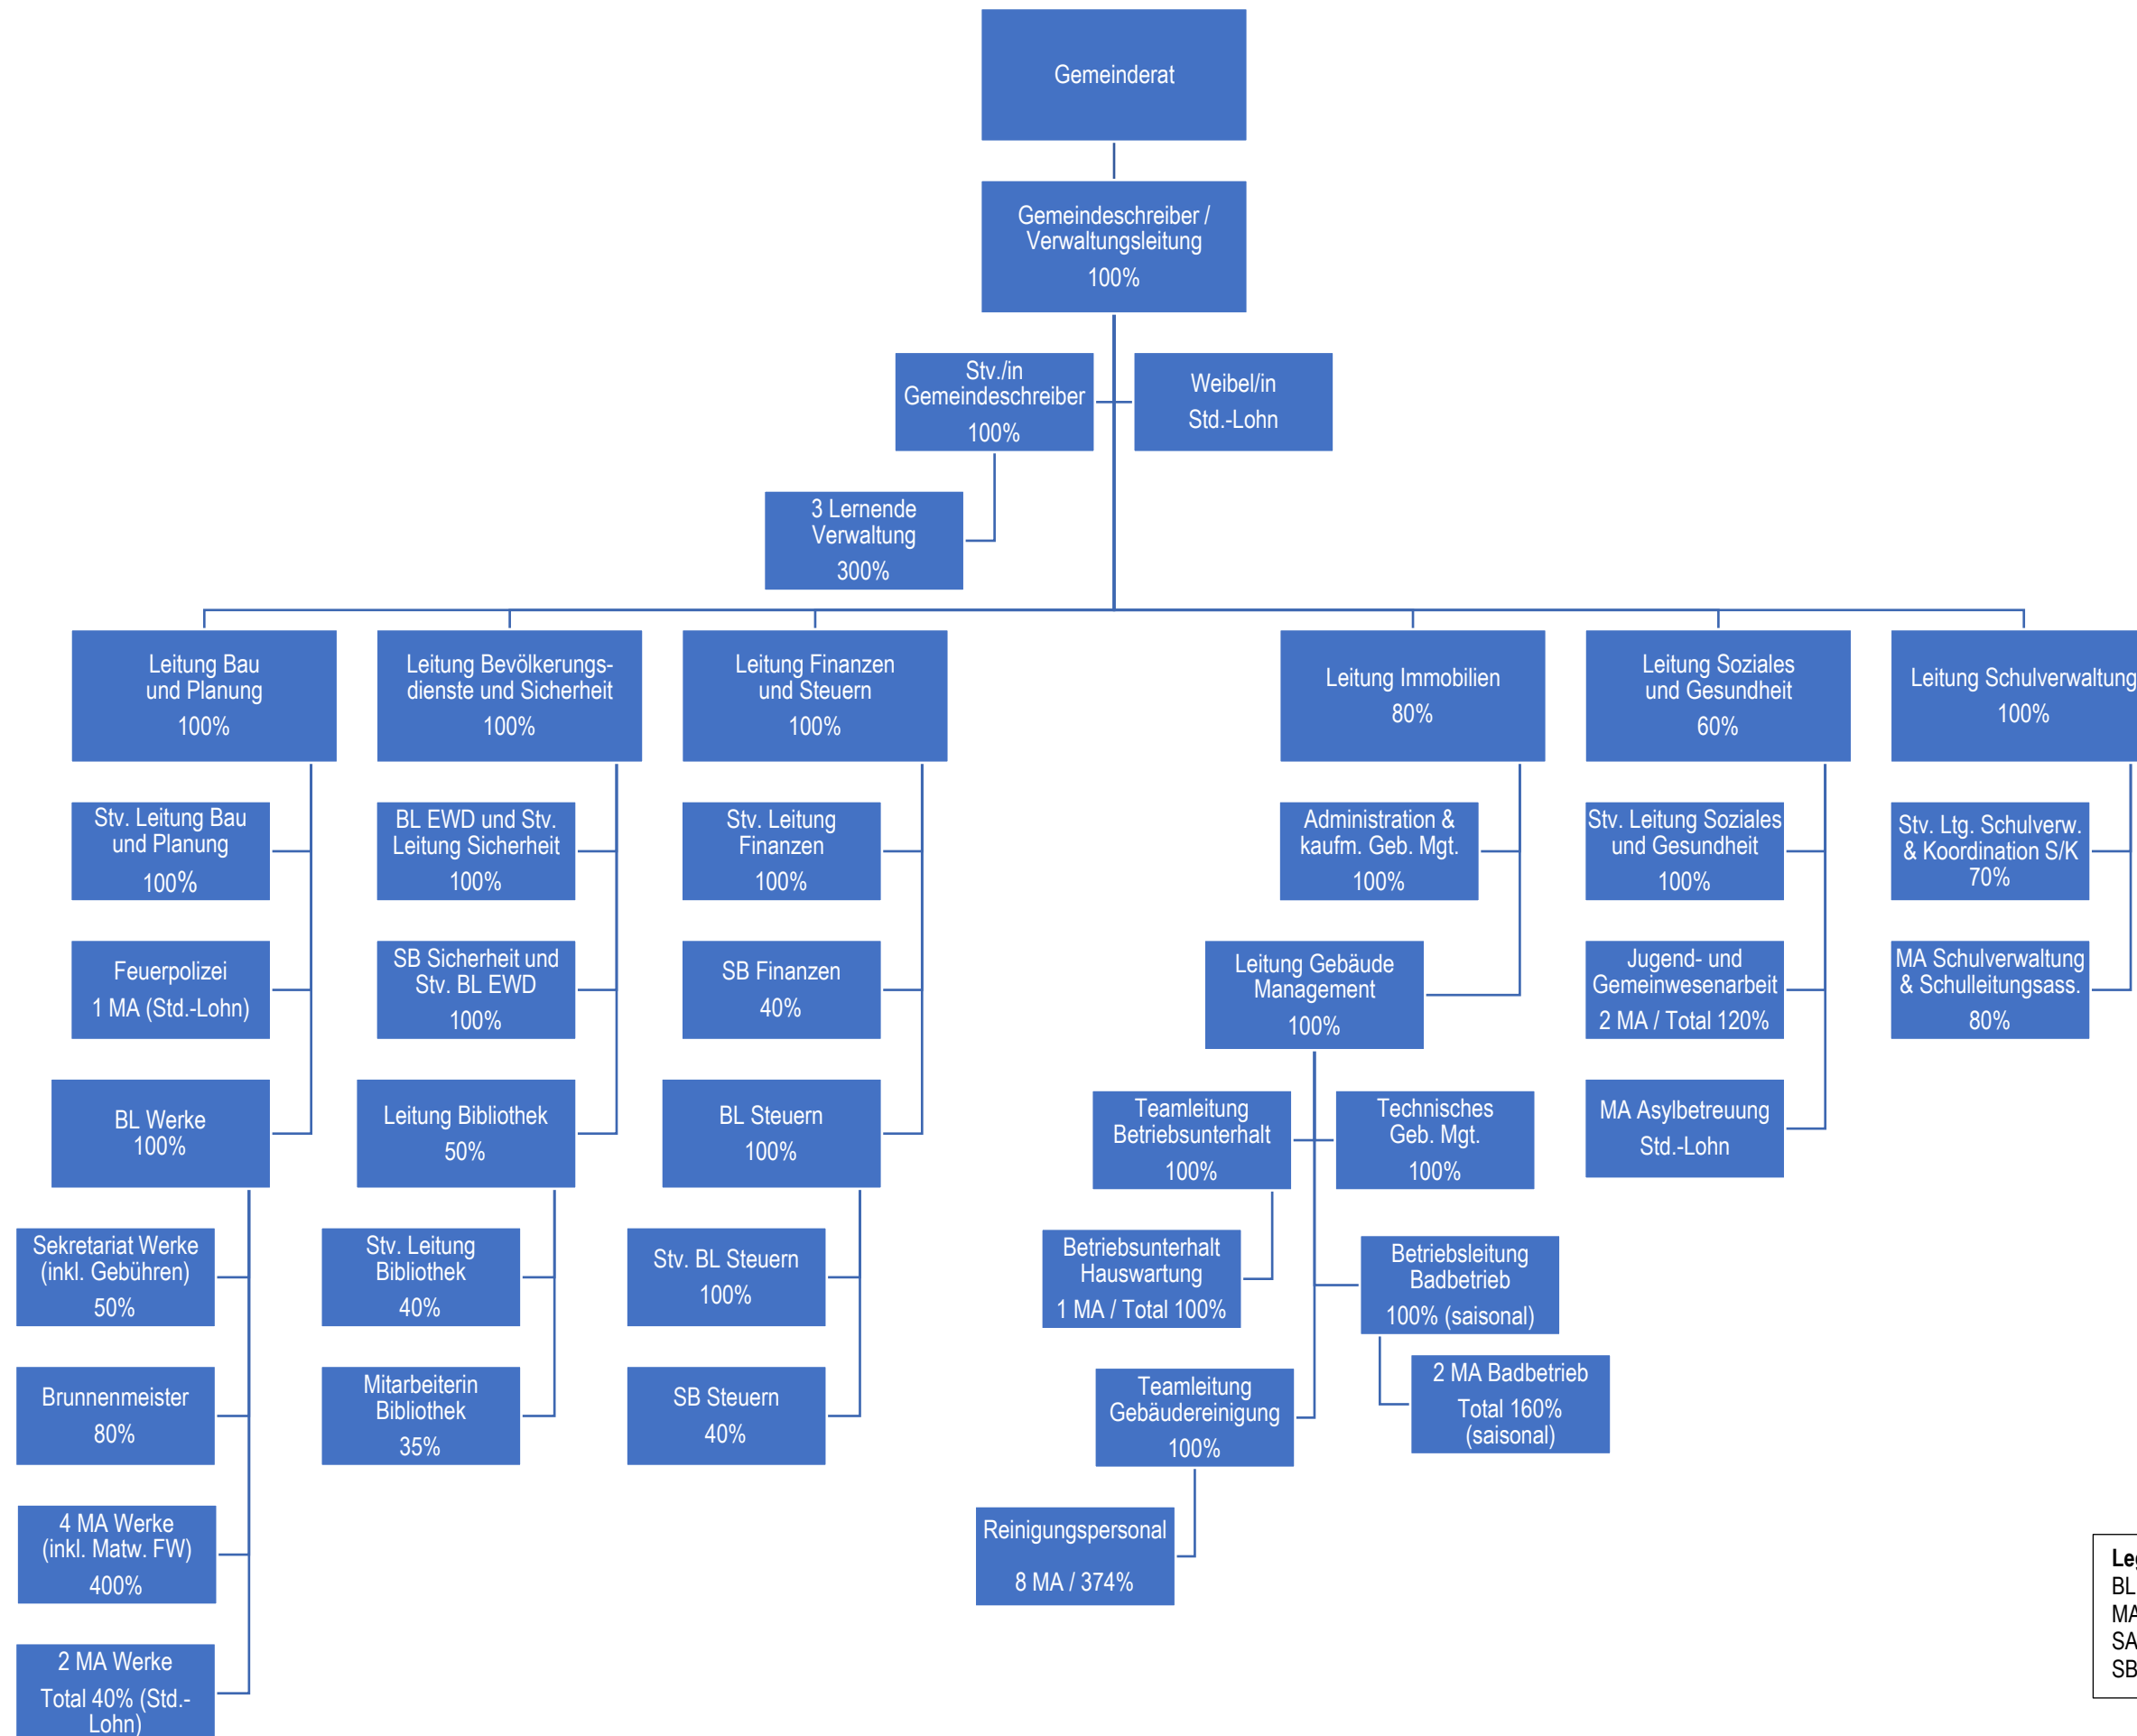 Gemeinderat
Gemeindeschreiber /
Verwaltungsleitung
100%
Stv./in
Gemeindeschreiber
100%
Weibel/in
Std.-Lohn
3 Lernende
Verwaltung
300%
Leitung Bau
und Planung
100%
Leitung Bevölkerungs-
dienste und Sicherheit
100%
Leitung Finanzen
und Steuern
100%
Leitung Immobilien
80%
Leitung Soziales
und Gesundheit
60%
Leitung Schulverwaltung
100%
Stv. Leitung Bau
und Planung
100%
Feuerpolizei
1 MA (Std.-Lohn)
BL Werke
100%
Sekretariat Werke
(inkl. Gebühren)
50%
Brunnenmeister
80%
4 MA Werke
(inkl. Matw. FW)
400%
2 MA Werke
Total 40% (Std.-
Lohn)
BL EWD und Stv.
Leitung Sicherheit
100%
SB Sicherheit und
Stv. BL EWD
100%
Leitung Bibliothek
50%
Stv. Leitung
Bibliothek
40%
Mitarbeiterin
Bibliothek
35%
Stv. Leitung
Finanzen
100%
SB Finanzen
40%
BL Steuern
100%
Stv. BL Steuern
100%
SB Steuern
40%
Administration &
kaufm. Geb. Mgt.
100%
Leitung Gebäude
Management
100%
Teamleitung
Betriebsunterhalt
100%
Technisches
Geb. Mgt.
100%
Betriebsunterhalt
Hauswartung
1 MA / Total 100%
Betriebsleitung
Badbetrieb
100% (saisonal)
2 MA Badbetrieb
Total 160%
(saisonal)
Teamleitung
Gebäudereinigung
100%
Reinigungspersonal
8 MA / 374%
Stv. Leitung Soziales
und Gesundheit
100%
Jugend- und
Gemeinwesenarbeit
2 MA / Total 120%
MA Asylbetreuung
Std.-Lohn
Stv. Ltg. Schulverw.
& Koordination S/K
70%
MA Schulverwaltung
& Schulleitungsass.
80%
BL
MA
SA
SB